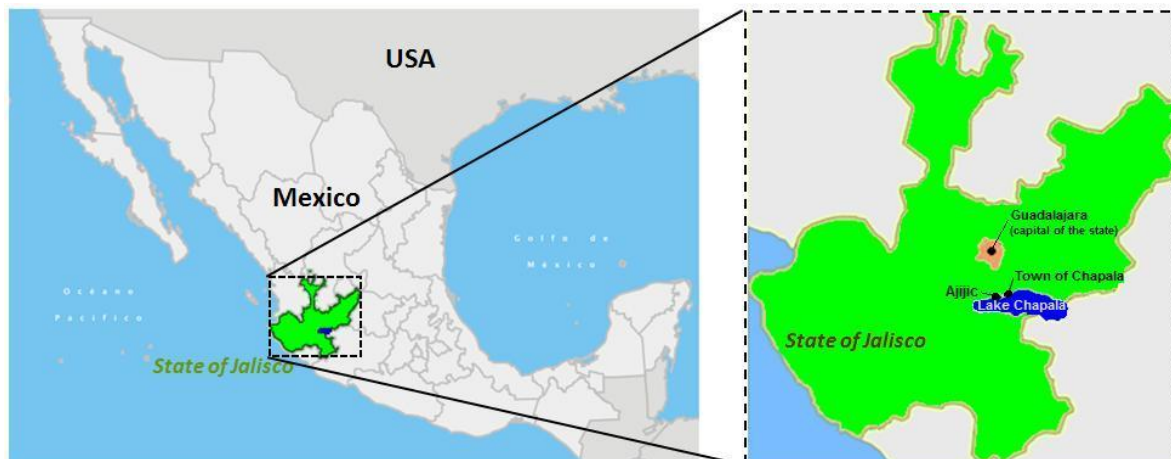 USA
Mexico
Golfo de
México
Océano
Pacífico
State of Jalisco
Guadalajara
(capital of the state)
Town of Chapala
Ajijic
Lake Chapala
State of Jalisco